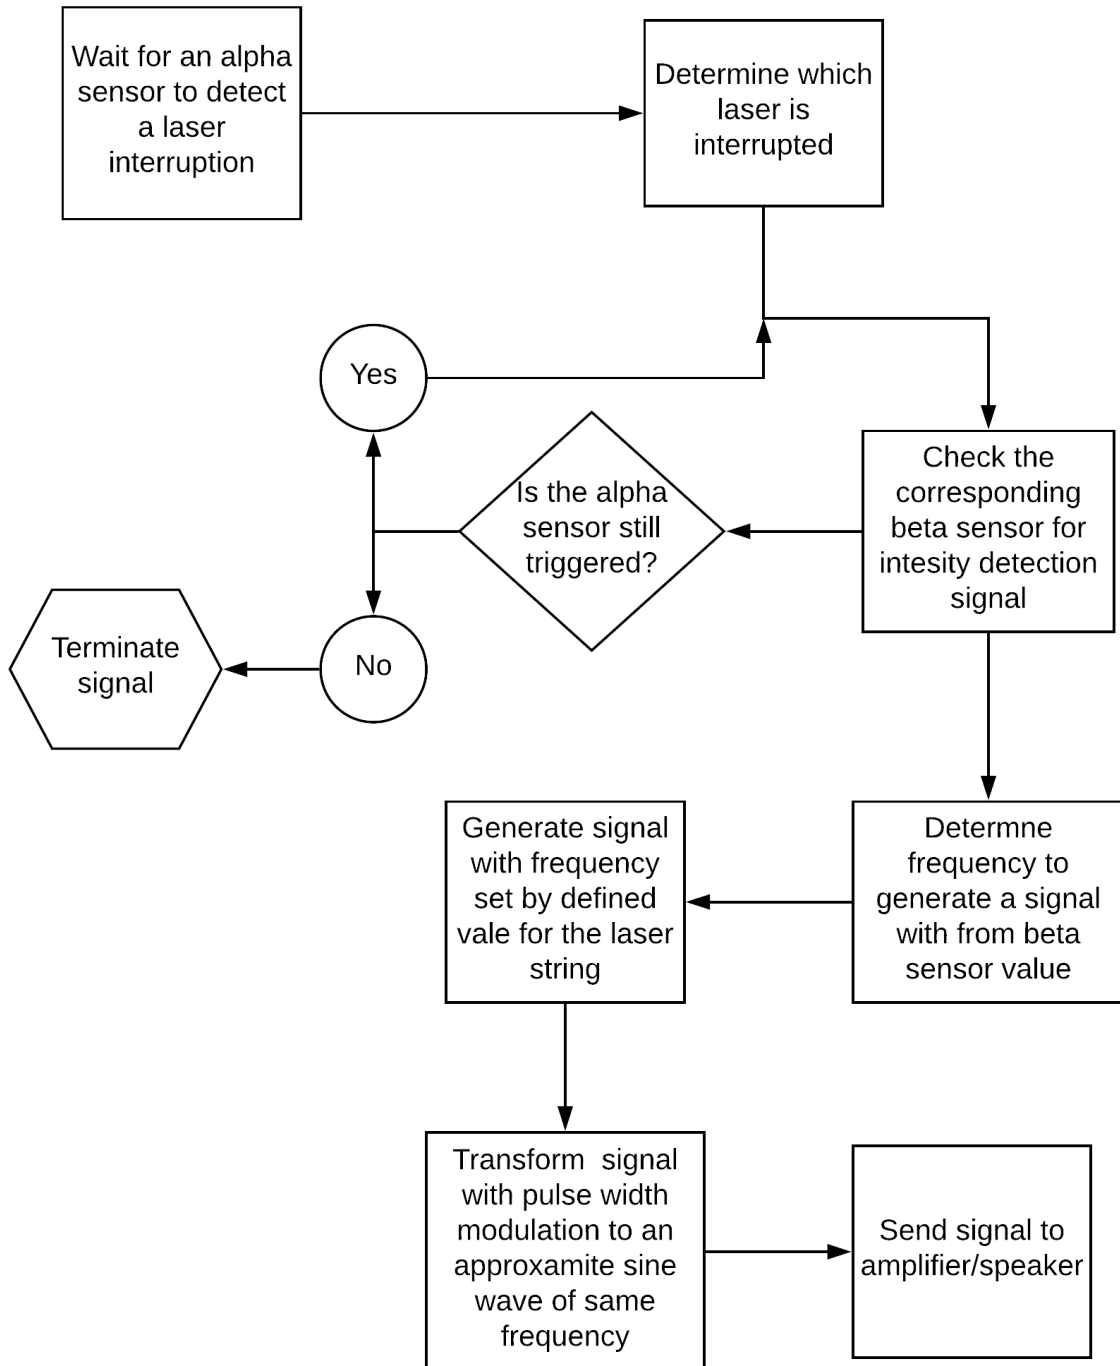 Wait for an alpha
sensor to detect
a laser
interruption
Determine which
laser is
interrupted
Yes
Is the alpha
sensor still
triggered?
Check the
corresponding
beta sensor for
intesity detection
signal
Terminate
signal
No
Generate signal
with frequency
set by defined
vale for the laser
string
Determne
frequency to
generate a signal
with from beta
sensor value
Transform signal
with pulse width
modulation to an
approxamite sine
wave of same
frequency
Send signal to
amplifier/speaker